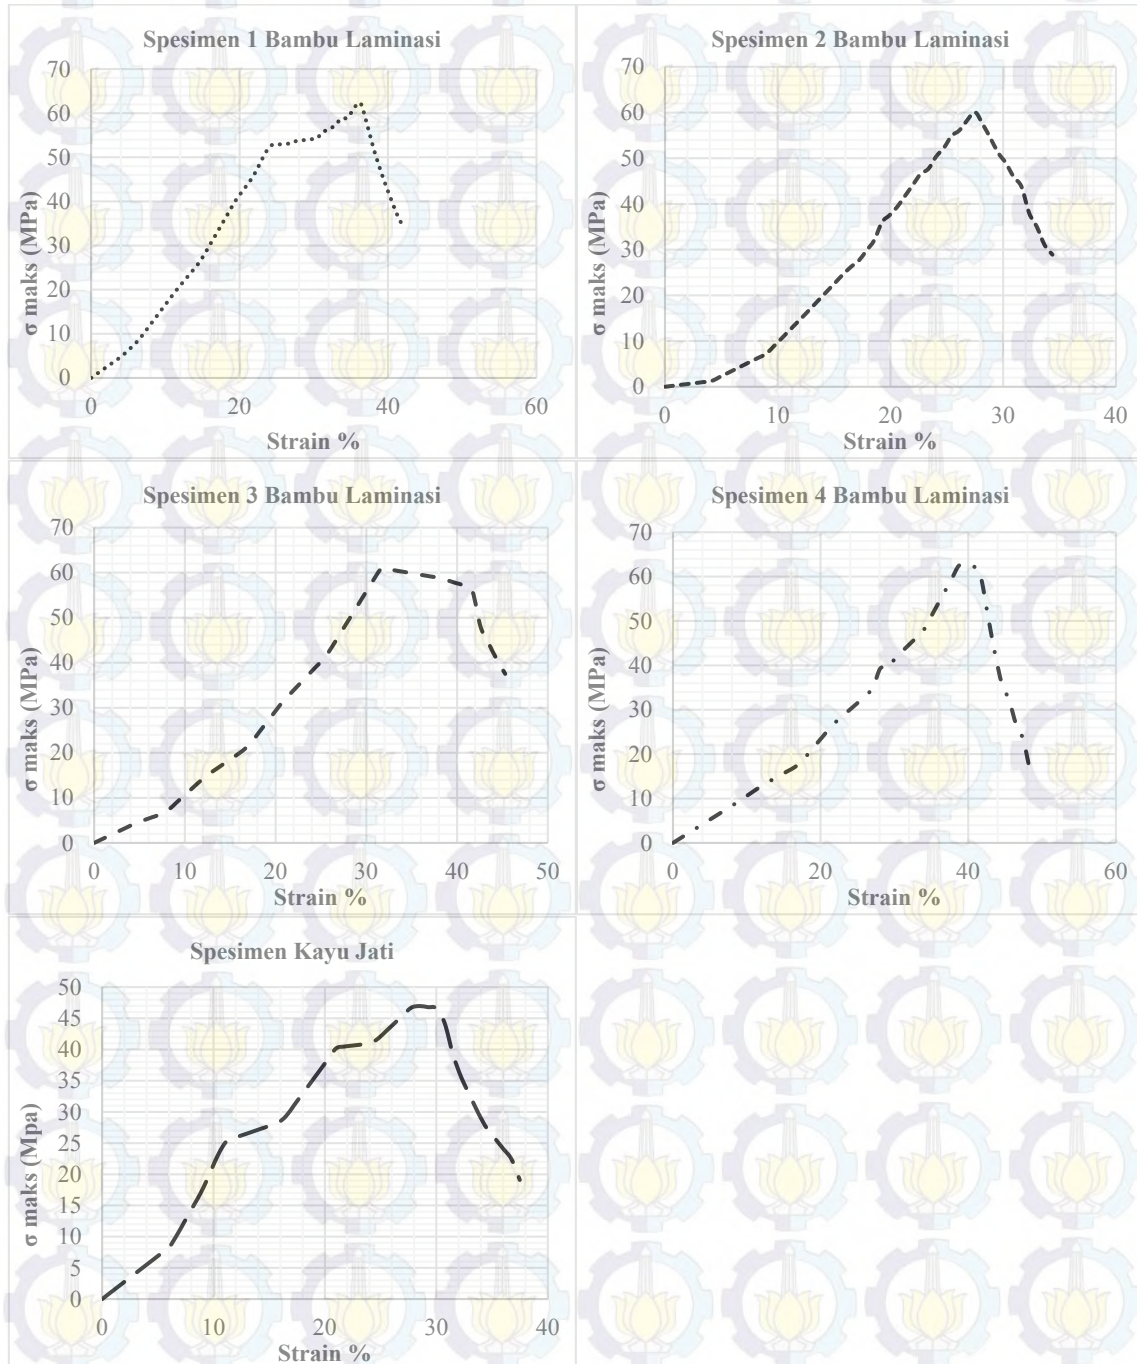 Spesimen 1 Bambu Laminasi
70
60
50
40
30
20
10
0
σ maks (MPa)
0 20 40 60
Strain %
Spesimen 2 Bambu Laminasi
70
60
50
40
30
20
10
0
σ maks (MPa)
0 10 20 30 40
Strain %
Spesimen 3 Bambu Laminasi
70
60
50
40
30
20
10
0
σ maks (MPa)
0 10 20 30 40 50
Strain %
Spesimen 4 Bambu Laminasi
70
60
50
40
30
20
10
0
σ maks (MPa)
0 20 40 60
Strain %
Spesimen Kayu Jati
50
45
40
35
30
25
20
15
10
5
0
σ maks (Mpa)
0 10 20 30 40
Strain %